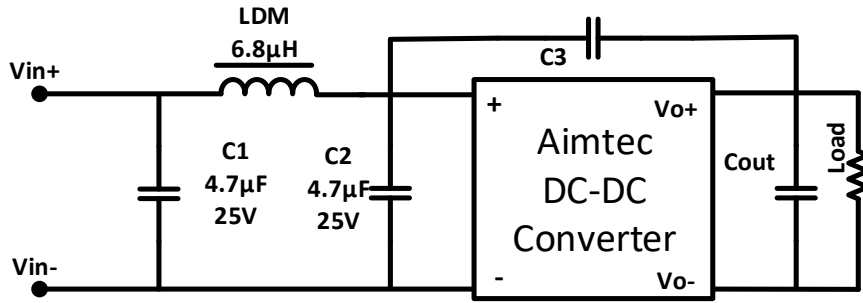 LDM
6.8µH
C3
Vin+
+
Vo+
Aimtec
DC-DC
Converter
C1
4.7µF
25V
C2
4.7µF
25V
Cout
Load
Vin-
-
Vo-